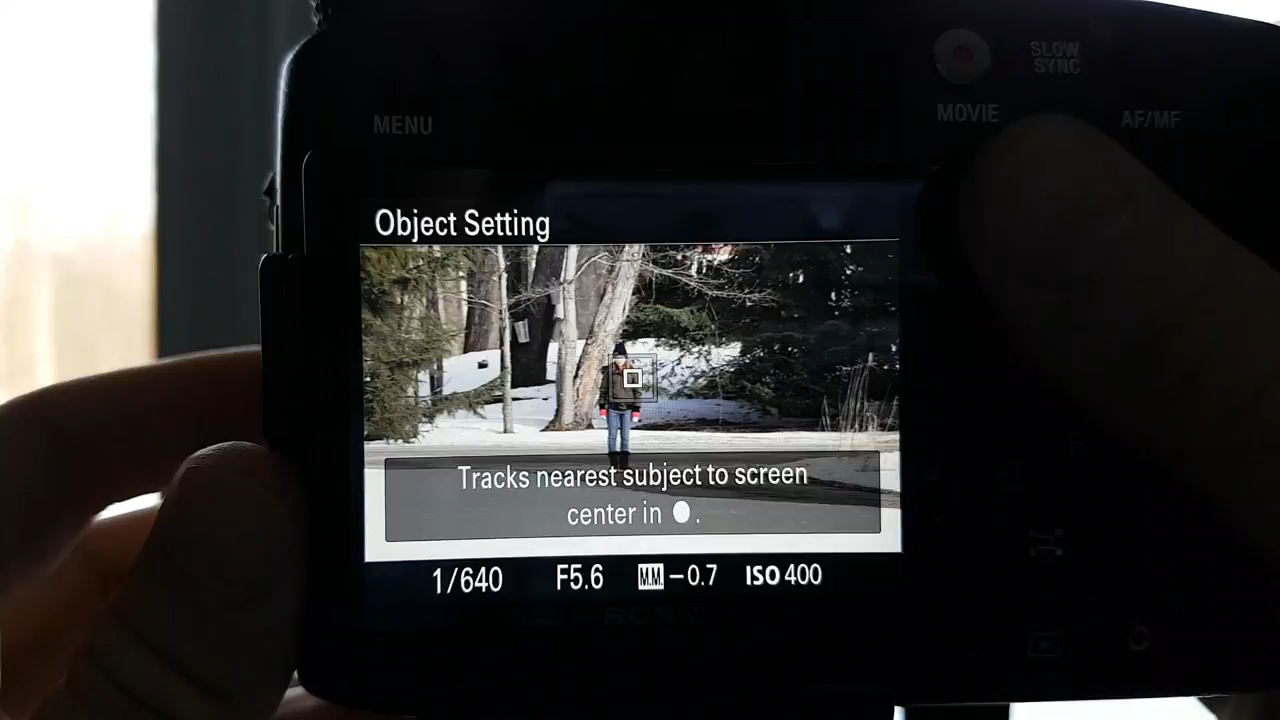 SLOW
SYNC
MENU
MOVIE
AF/MF
Object Setting
Tracks nearest subject to screen
center in ●.
1/640 F5.6 M.M. −0.7 ISO 400
SONY
C